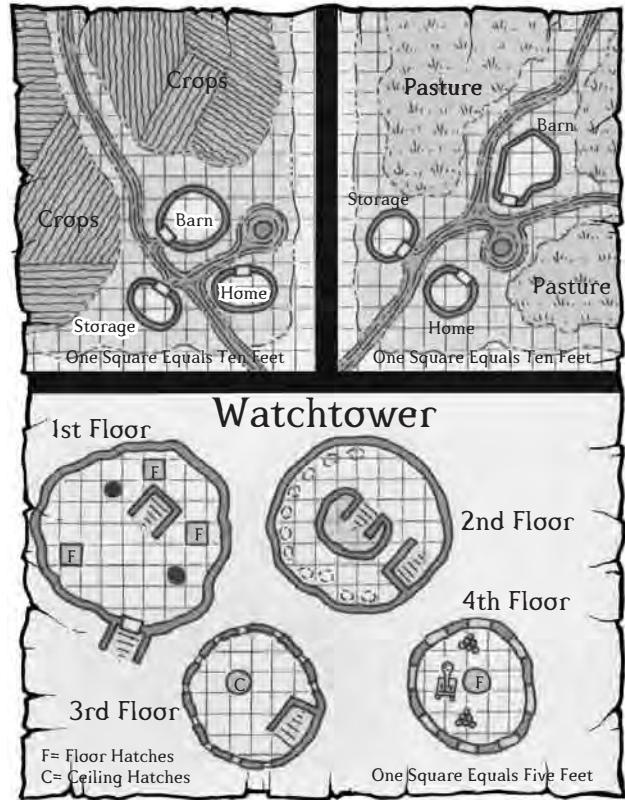 Crops
Crops
Barn
Home
Storage
One Square Equals Ten Feet
Pasture
Barn
Storage
Pasture
Home
One Square Equals Ten Feet
Watchtower
1st Floor
F
F
F
2nd Floor
4th Floor
3rd Floor
C
F
F= Floor Hatches
C= Ceiling Hatches
One Square Equals Five Feet